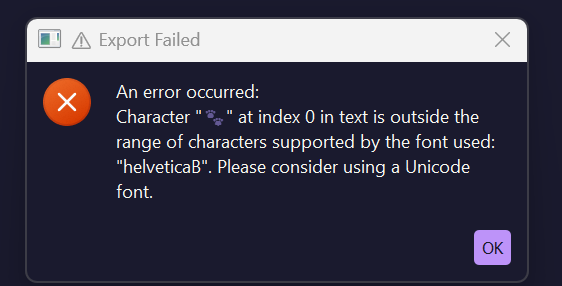 ⚠ Export Failed
An error occurred:
Character "🐾" at index 0 in text is outside the
range of characters supported by the font used:
"helveticaB". Please consider using a Unicode
font.
OK